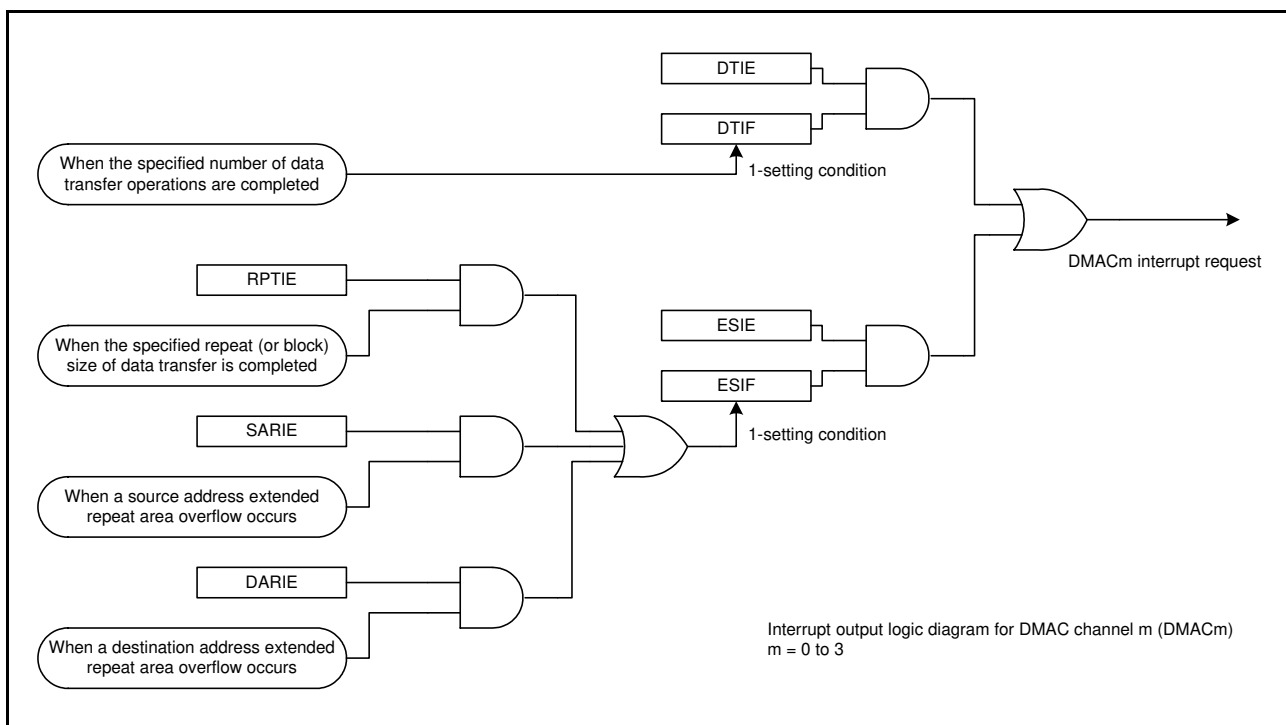 DTIE
DTIF
When the specified number of data
transfer operations are completed
1-setting condition
DMACm interrupt request
RPTIE
When the specified repeat (or block)
size of data transfer is completed
ESIE
ESIF
1-setting condition
SARIE
When a source address extended
repeat area overflow occurs
DARIE
When a destination address extended
repeat area overflow occurs
Interrupt output logic diagram for DMAC channel m (DMACm)
m = 0 to 3